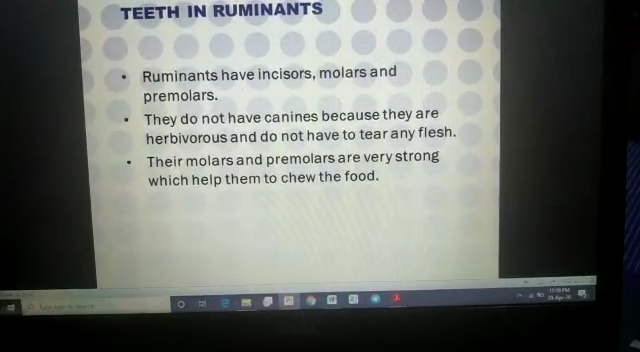 TEETH IN RUMINANTS
• Ruminants have incisors, molars and
premolars.
• They do not have canines because they are
herbivorous and do not have to tear any flesh.
• Their molars and premolars are very strong
which help them to chew the food.